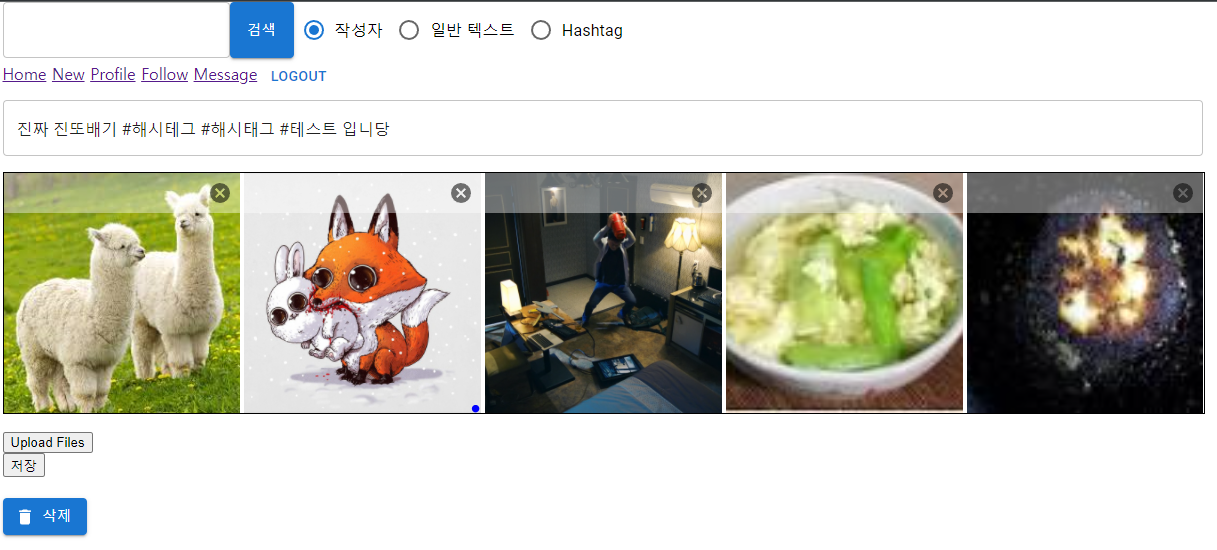 검색 작성자 일반 텍스트 Hashtag
Home New Profile Follow Message LOGOUT
진짜 진또배기 #해시테그 #해시태그 #테스트 입니당
Upload Files
저장
삭제